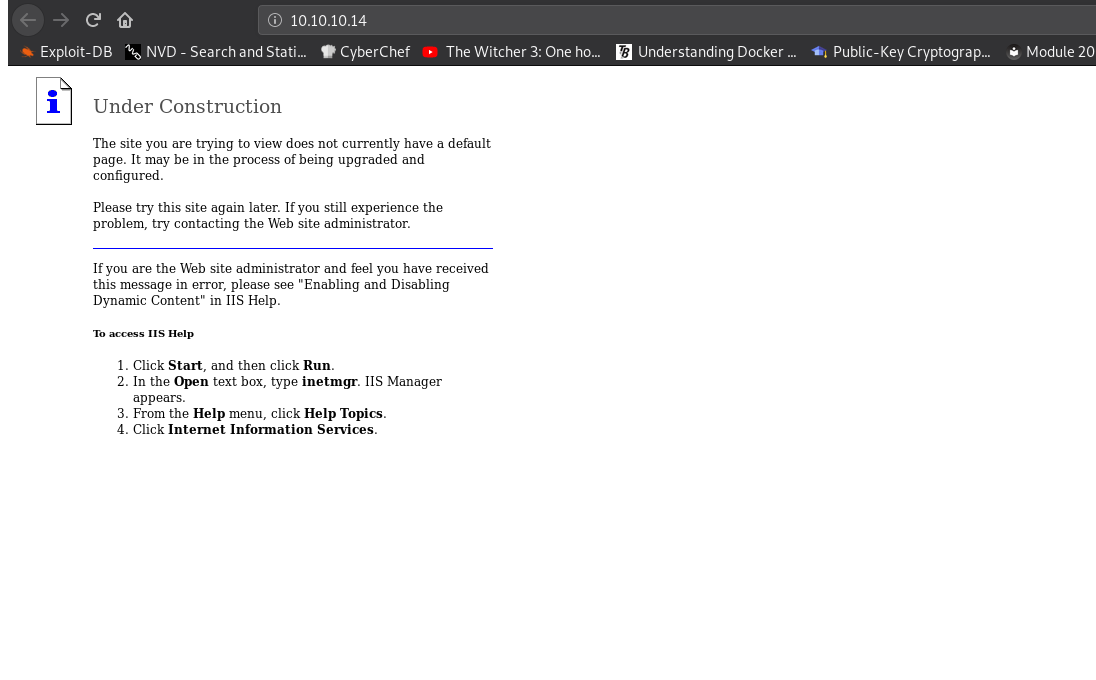 10.10.10.14
Exploit-DB NVD - Search and Stati... CyberChef The Witcher 3: One ho... Understanding Docker ... Public-Key Cryptograp... Module 20
Under Construction
The site you are trying to view does not currently have a default
page. It may be in the process of being upgraded and
configured.
Please try this site again later. If you still experience the
problem, try contacting the Web site administrator.
If you are the Web site administrator and feel you have received
this message in error, please see "Enabling and Disabling
Dynamic Content" in IIS Help.
To access IIS Help
1. Click Start, and then click Run.
2. In the Open text box, type inetmgr. IIS Manager
appears.
3. From the Help menu, click Help Topics.
4. Click Internet Information Services.